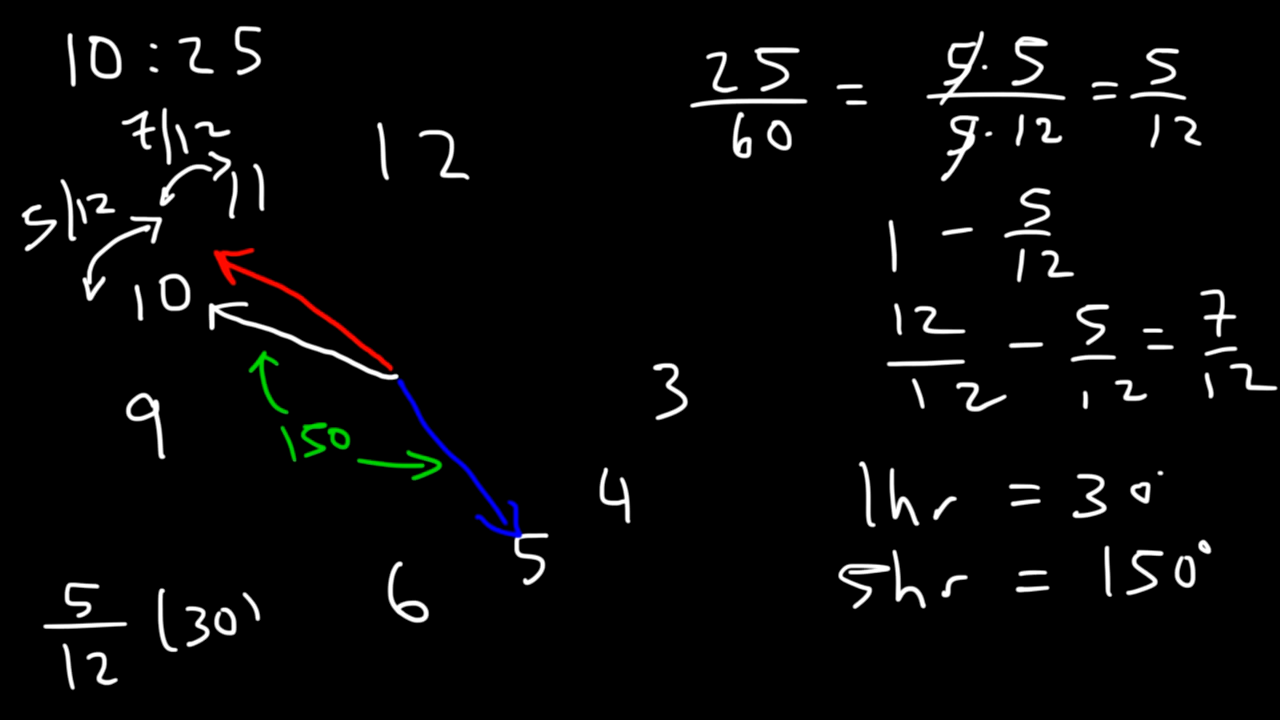 10:25
7/12
5/12
11
12
10
9
150
3
4
5
6
5/12 (30)
25/60 = 5·5/5·12 = 5/12
1 - 5/12
12/12 - 5/12 = 7/12
1hr = 30°
5hr = 150°